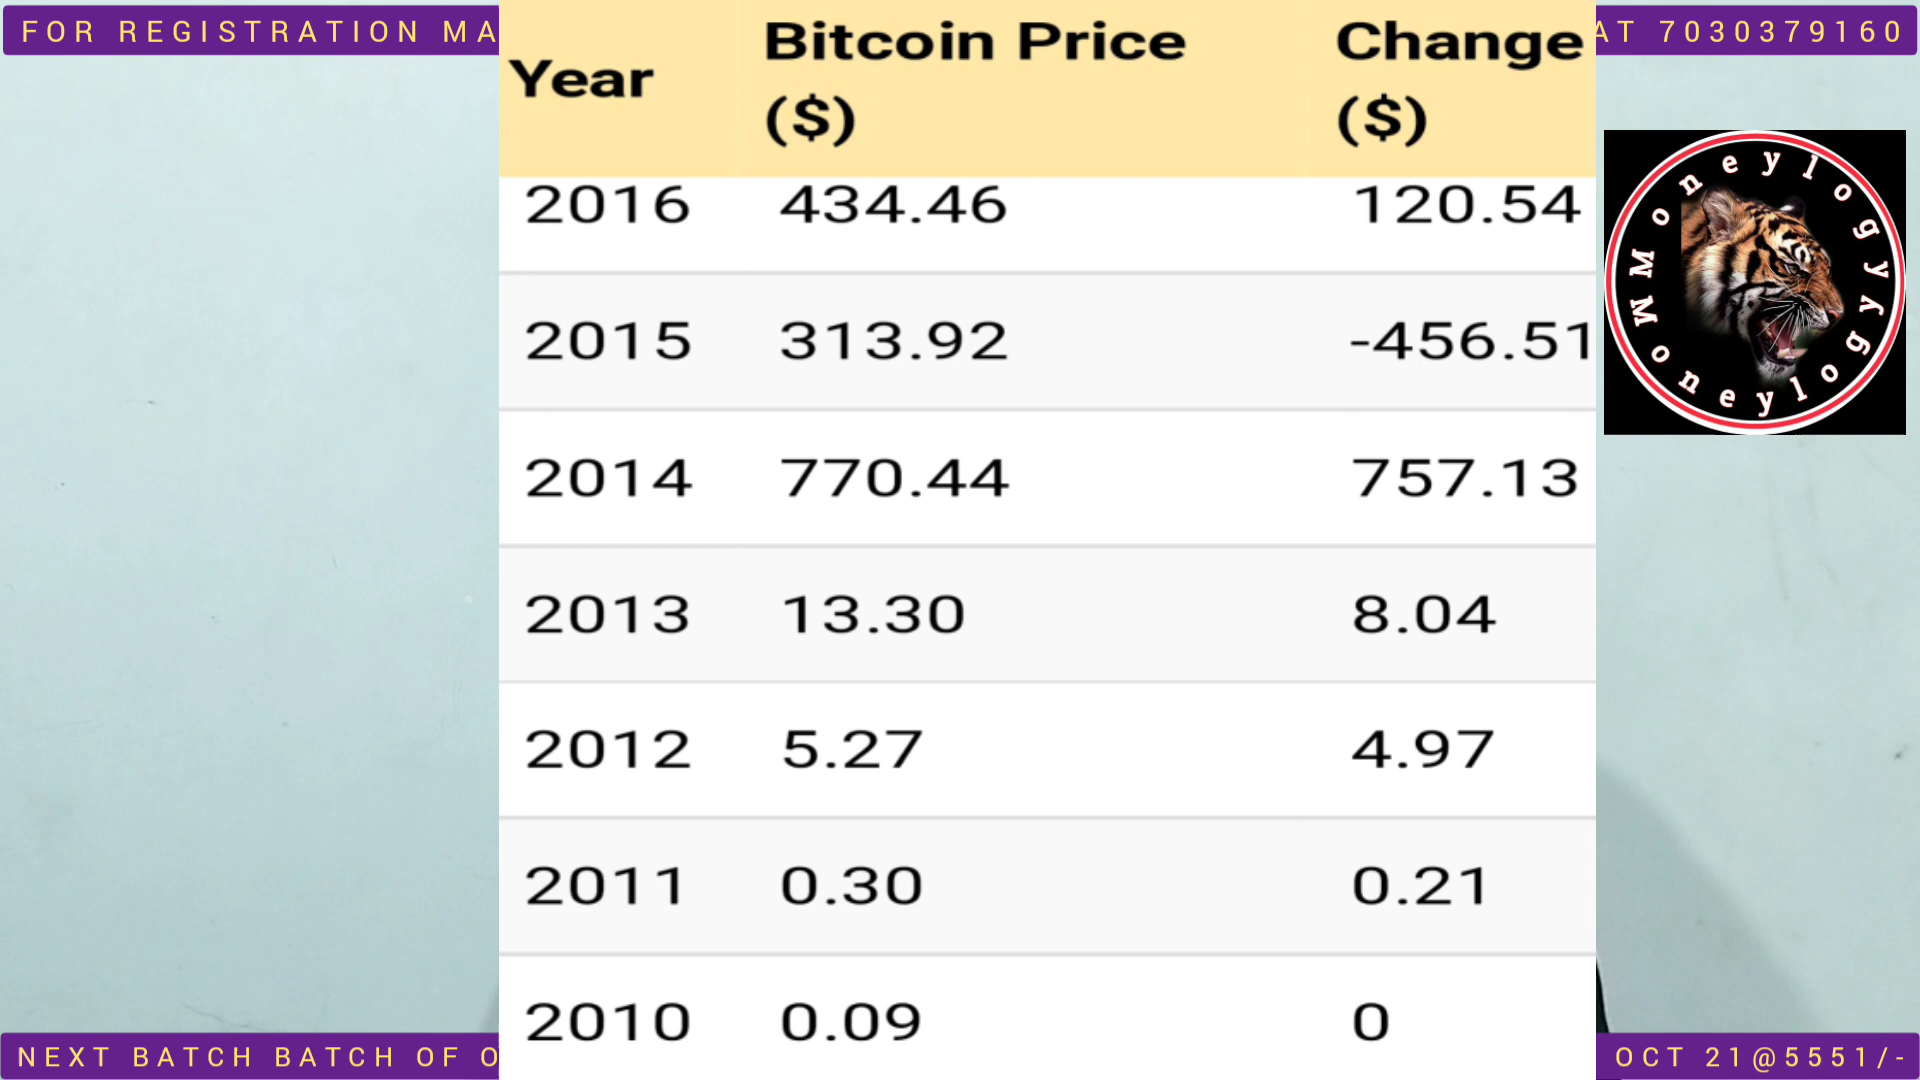 FOR REGISTRATION MA
AT 7030379160
Year Bitcoin Price ($) Change ($)
2016 434.46 120.54
2015 313.92 -456.51
2014 770.44 757.13
2013 13.30 8.04
2012 5.27 4.97
2011 0.30 0.21
2010 0.09 0
Moneylogyy
Moneylogy
NEXT BATCH BATCH OF O
OCT 21@5551/-